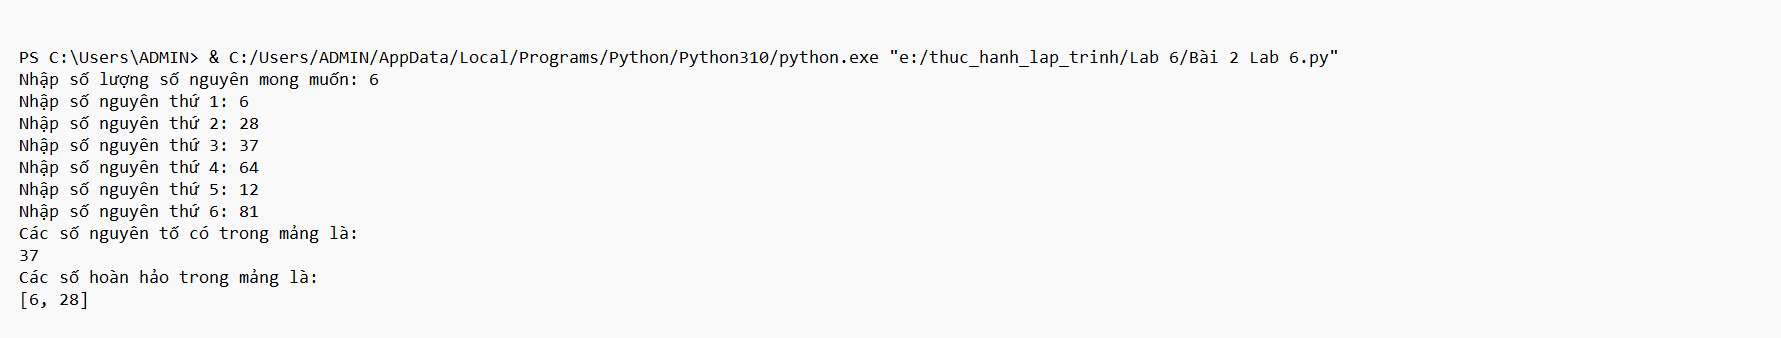 PS C:\Users\ADMIN> & C:/Users/ADMIN/AppData/Local/Programs/Python/Python310/python.exe "e:/thuc_hanh_lap_trinh/Lab 6/Bài 2 Lab 6.py"
Nhập số lượng số nguyên mong muốn: 6
Nhập số nguyên thứ 1: 6
Nhập số nguyên thứ 2: 28
Nhập số nguyên thứ 3: 37
Nhập số nguyên thứ 4: 64
Nhập số nguyên thứ 5: 12
Nhập số nguyên thứ 6: 81
Các số nguyên tố có trong mảng là:
37
Các số hoàn hảo trong mảng là:
[6, 28]